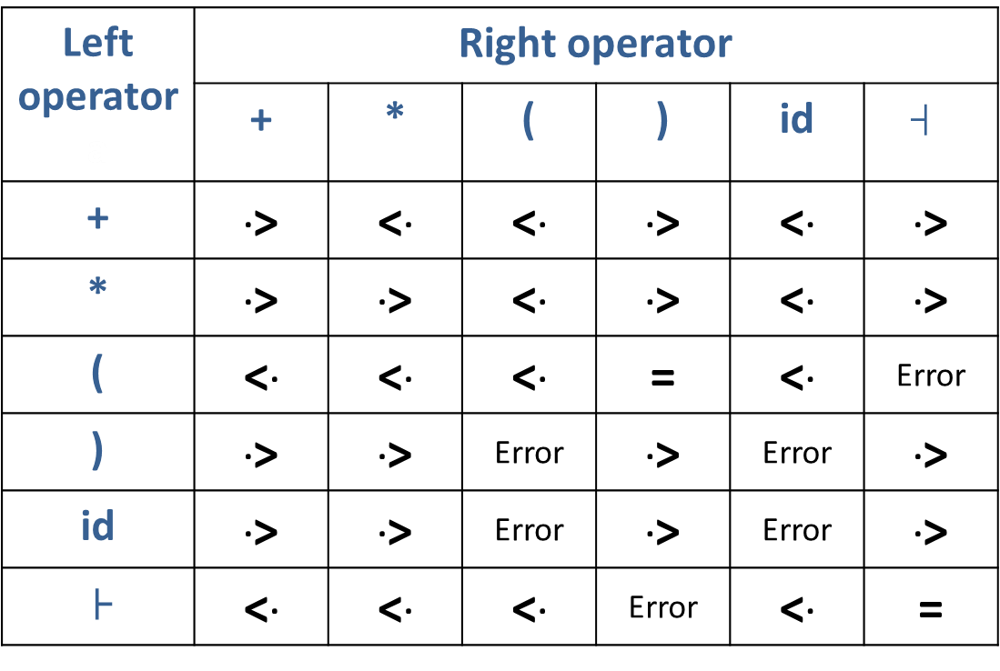 Left operator Right operator
+ * ( ) id ⊣
+ ·> <· <· ·> <· ·>
* ·> ·> <· ·> <· ·>
( <· <· <· = <· Error
) ·> ·> Error ·> Error ·>
id ·> ·> Error ·> Error ·>
⊢ <· <· <· Error <· =